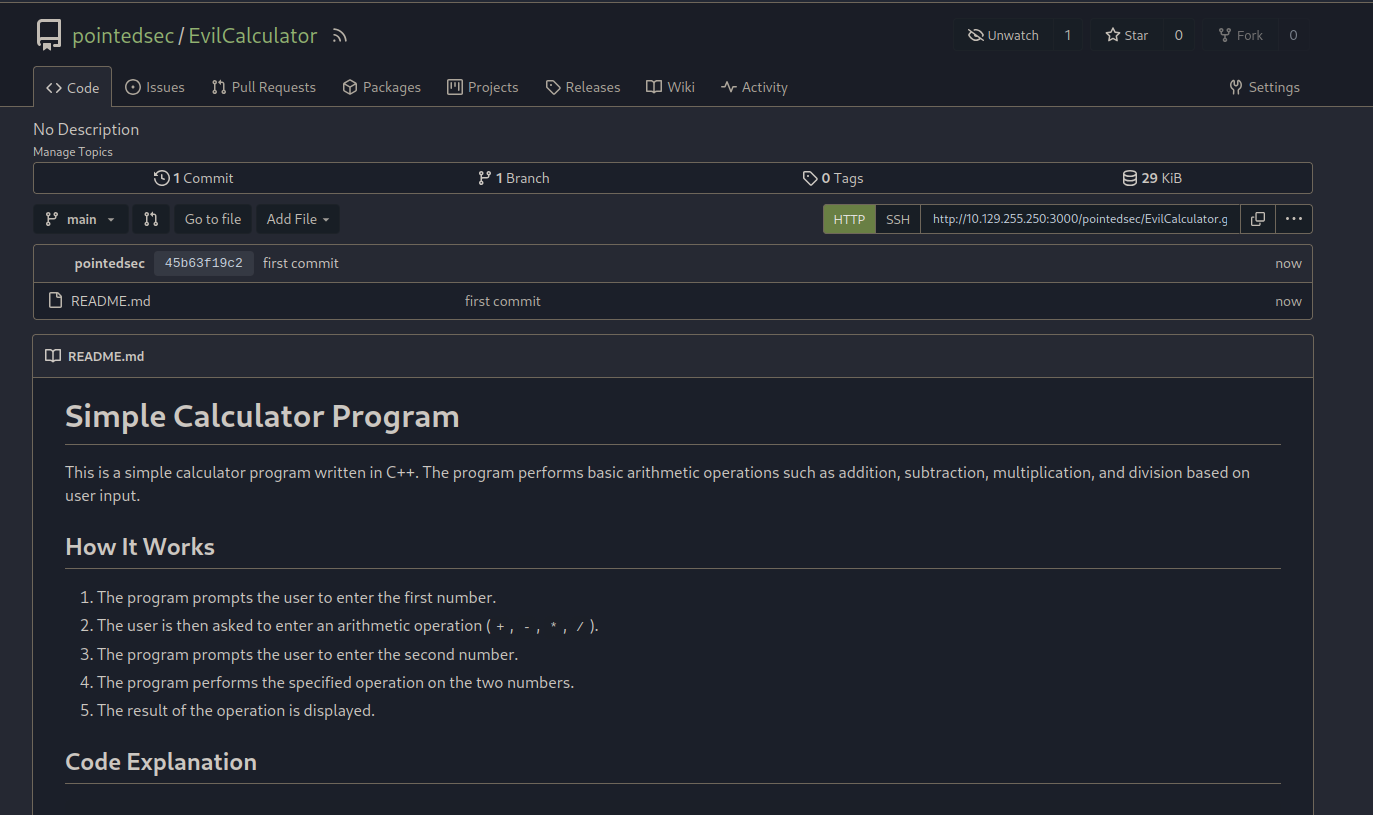 pointedsec / EvilCalculator
Unwatch 1 Star 0 Fork 0
Code Issues Pull Requests Packages Projects Releases Wiki Activity Settings
No Description
Manage Topics
1 Commit 1 Branch 0 Tags 29 KiB
main Go to file Add File HTTP SSH http://10.129.255.250:3000/pointedsec/EvilCalculator.g
pointedsec 45b63f19c2 first commit now
README.md first commit now
README.md
Simple Calculator Program
This is a simple calculator program written in C++. The program performs basic arithmetic operations such as addition, subtraction, multiplication, and division based on
user input.
How It Works
1. The program prompts the user to enter the first number.
2. The user is then asked to enter an arithmetic operation ( + , - , * , / ).
3. The program prompts the user to enter the second number.
4. The program performs the specified operation on the two numbers.
5. The result of the operation is displayed.
Code Explanation